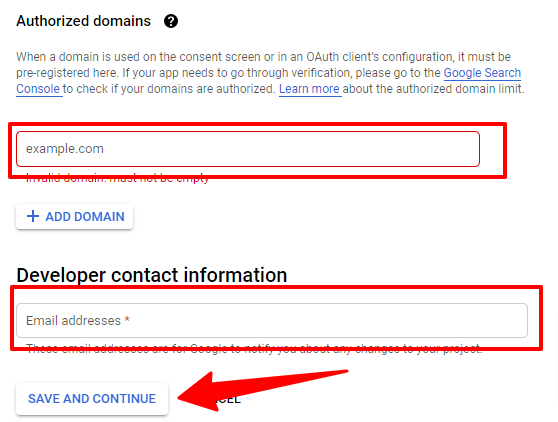 Authorized domains ?
When a domain is used on the consent screen or in an OAuth client's configuration, it must be
pre-registered here. If your app needs to go through verification, please go to the Google Search
Console to check if your domains are authorized. Learn more about the authorized domain limit.
example.com
Invalid domain: must not be empty
+ ADD DOMAIN
Developer contact information
Email addresses *
These email addresses are for Google to notify you about any changes to your project.
SAVE AND CONTINUE